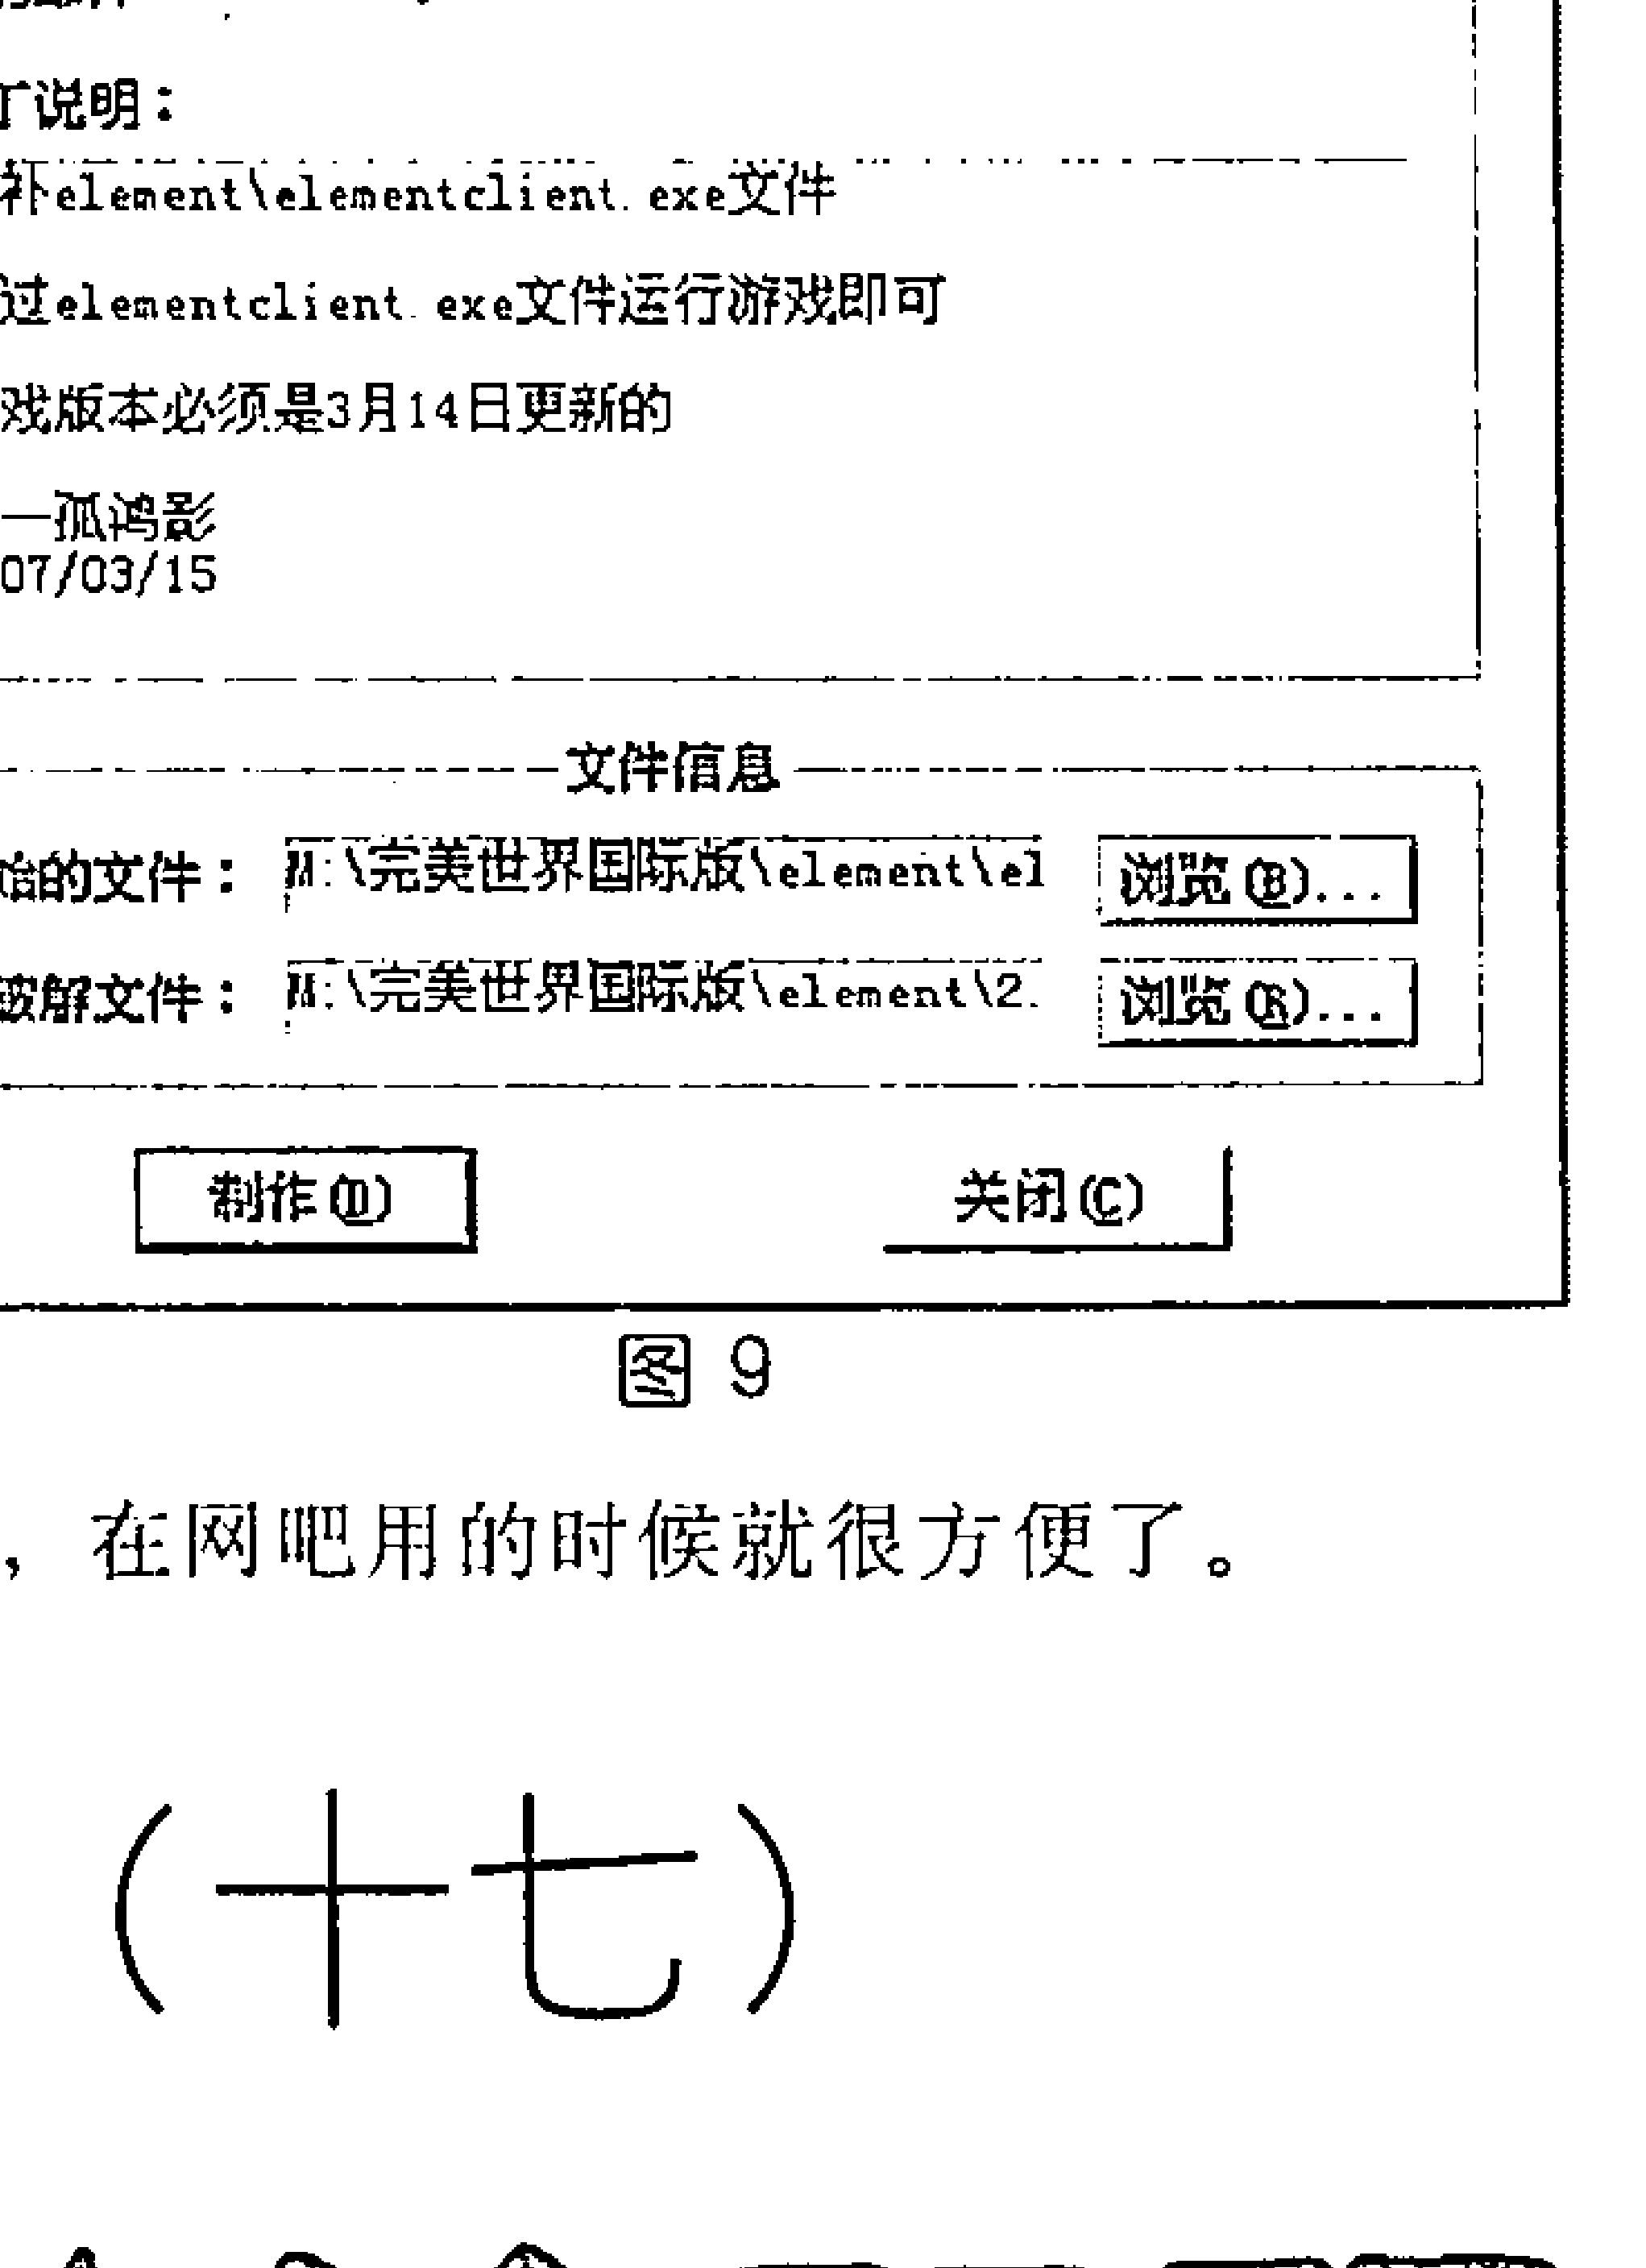 说明：
补element\elementclient.exe文件
过elementclient.exe文件运行游戏即可
戏版本必须是3月14日更新的
一孤鸿影
07/03/15
文件信息
始的文件： M:\完美世界国际版\element\el 浏览(B)...
破解文件： M:\完美世界国际版\element\2. 浏览(R)...
制作(D) 关闭(C)
图 9
，在网吧用的时候就很方便了。
（十七）